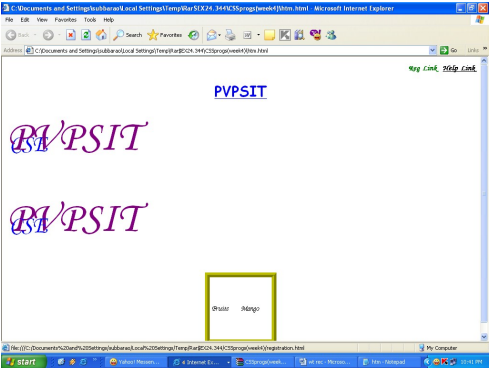 C:\Documents and Settings\subbarao\Local Settings\Temp\Rar$EX24.344\CSSprogs(week4)\htm.html - Microsoft Internet Explorer
File Edit View Favorites Tools Help
Back Search Favorites
Address C:\Documents and Settings\subbarao\Local Settings\Temp\Rar$EX24.344\CSSprogs(week4)\htm.html Go Links
Reg Link Help Link
PVPSIT
PVPSIT
CSE
PVPSIT
CSE
Fruits Mango
file:///C:/Documents%20and%20Settings/subbarao/Local%20Settings/Temp/Rar$EX24.344/CSSprogs(week4)/registration.html My Computer
start Yahoo! Messen... 4 Internet Ex... CSSprogs(week... wt rec - Microso... htm - Notepad 10:41 PM